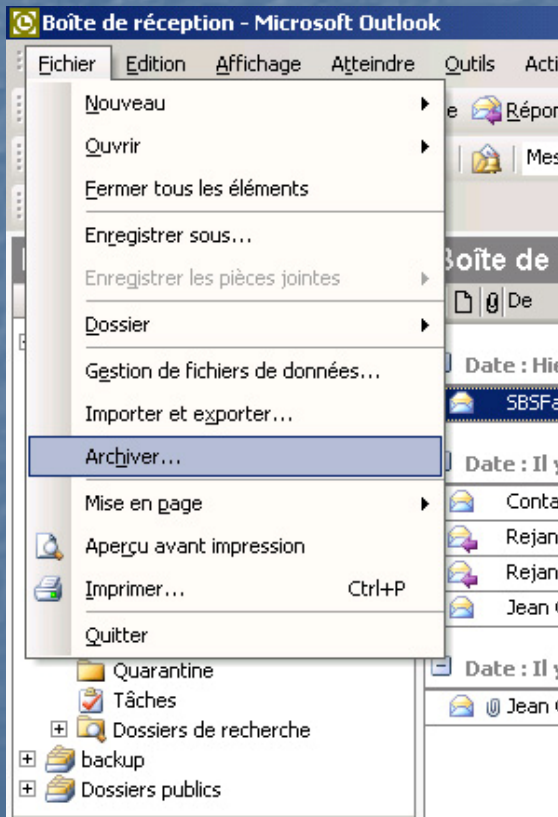 Boîte de réception - Microsoft Outlook
Fichier Edition Affichage Atteindre Outils
Nouveau
Ouvrir
Fermer tous les éléments
Enregistrer sous...
Enregistrer les pièces jointes
Dossier
Gestion de fichiers de données...
Importer et exporter...
Archiver...
Mise en page
Aperçu avant impression
Imprimer... Ctrl+P
Quitter
Quarantine
Tâches
Dossiers de recherche
backup
Dossiers publics
Boîte de
De
Date : Hie
SBSFa
Date : Il y
Conta
Rejan
Rejan
Jean
Date : Il y
Jean